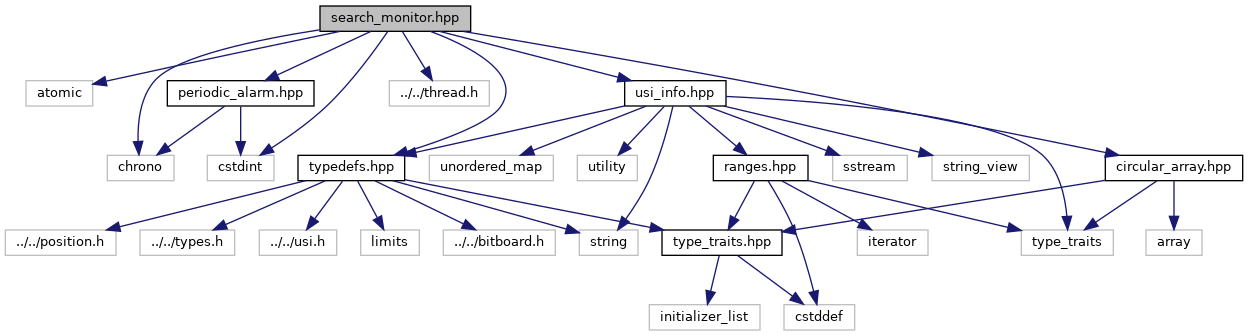 search_monitor.hpp
atomic
periodic_alarm.hpp
../../thread.h
usi_info.hpp
chrono
cstdint
typedefs.hpp
unordered_map
utility
ranges.hpp
sstream
string_view
circular_array.hpp
../../position.h
../../types.h
../../usi.h
limits
../../bitboard.h
string
type_traits.hpp
iterator
type_traits
array
initializer_list
cstddef